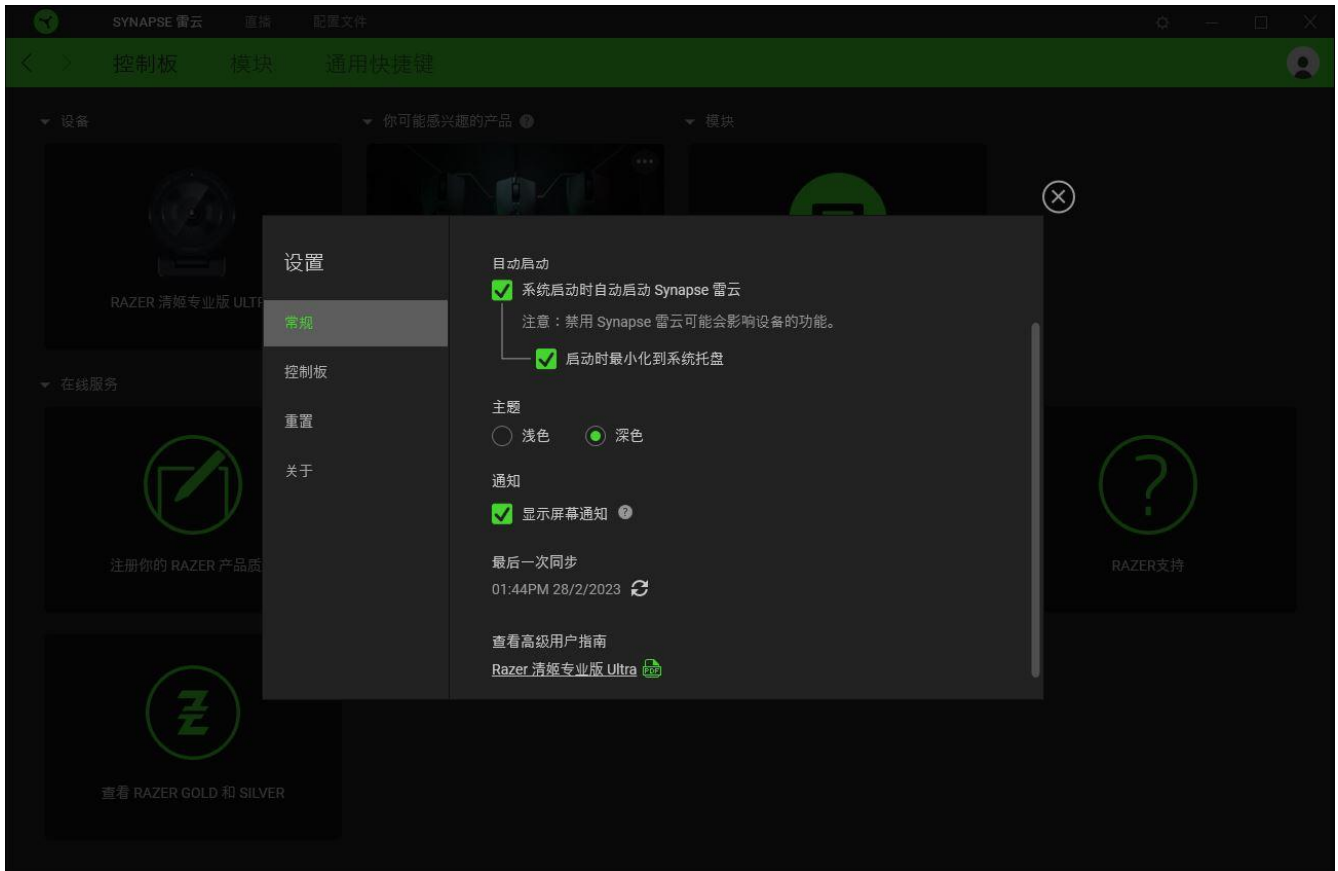 SYNAPSE 雷云 直播 配置文件
控制板 模块 通用快捷键
设备 你可能感兴趣的产品 模块
RAZER 清姬专业版 ULTR
在线服务
注册你的 RAZER 产品质
RAZER支持
查看 RAZER GOLD 和 SILVER
设置
常规
控制板
重置
关于
自动启动
系统启动时自动启动 Synapse 雷云
注意：禁用 Synapse 雷云可能会影响设备的功能。
启动时最小化到系统托盘
主题
浅色 深色
通知
显示屏幕通知
最后一次同步
01:44PM 28/2/2023
查看高级用户指南
Razer 清姬专业版 Ultra PDF